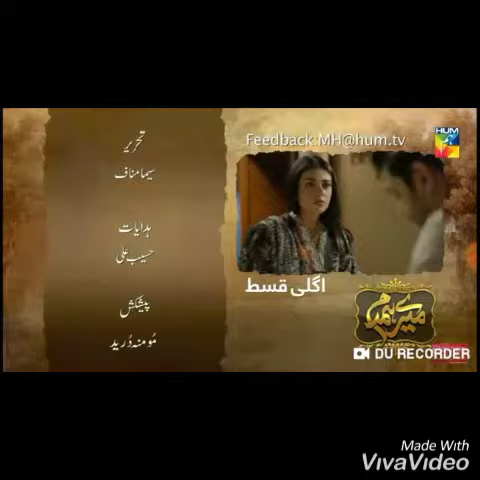 Feedback.MH@hum.tv
HUM
تحریر
سیما مناف
ہدایات
حسیب علی
پیشکش
مومنہ درید
اگلی قسط
میرے ہمدم
DU RECORDER
Made With
VivaVideo